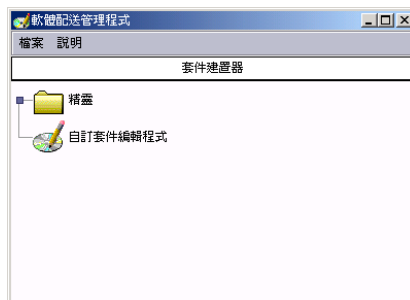 軟體配送管理程式
檔案 說明
套件建置器
精靈
自訂套件編輯程式